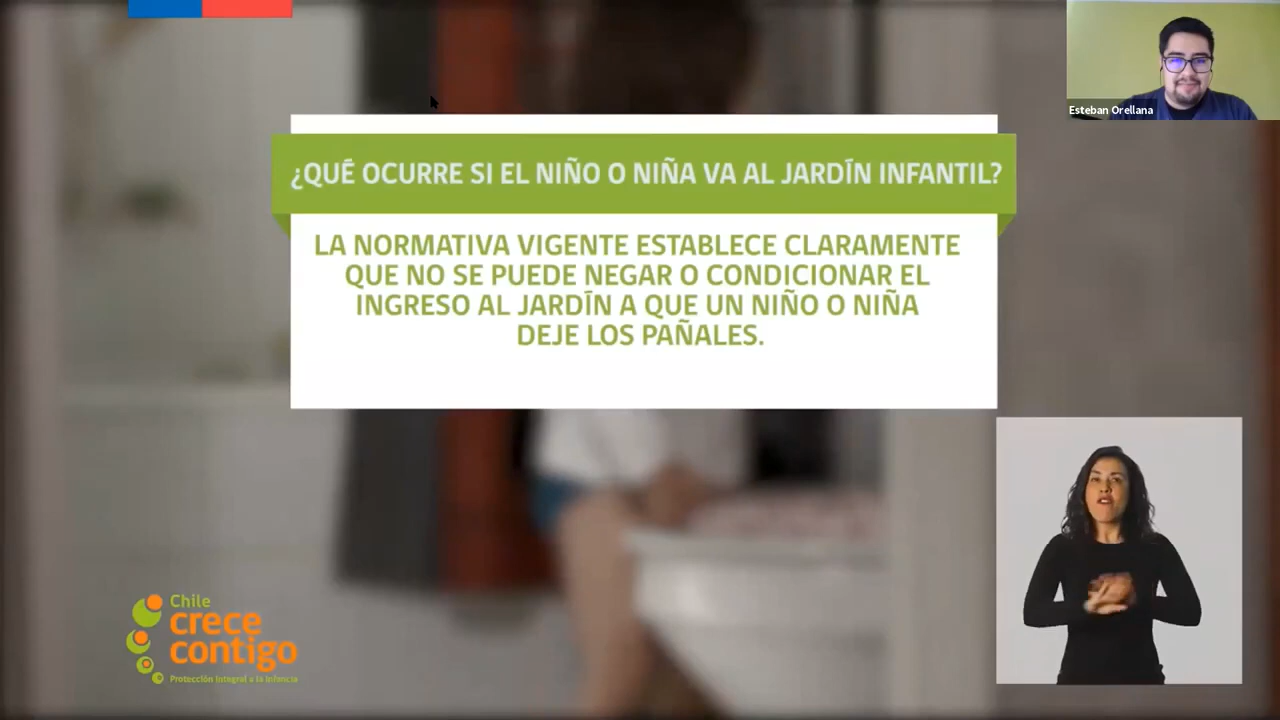 Esteban Orellana
¿QUÉ OCURRE SI EL NIÑO O NIÑA VA AL JARDÍN INFANTIL?
LA NORMATIVA VIGENTE ESTABLECE CLARAMENTE
QUE NO SE PUEDE NEGAR O CONDICIONAR EL
INGRESO AL JARDÍN A QUE UN NIÑO O NIÑA
DEJE LOS PAÑALES.
Chile
crece
contigo
Protección Integral a la Infancia